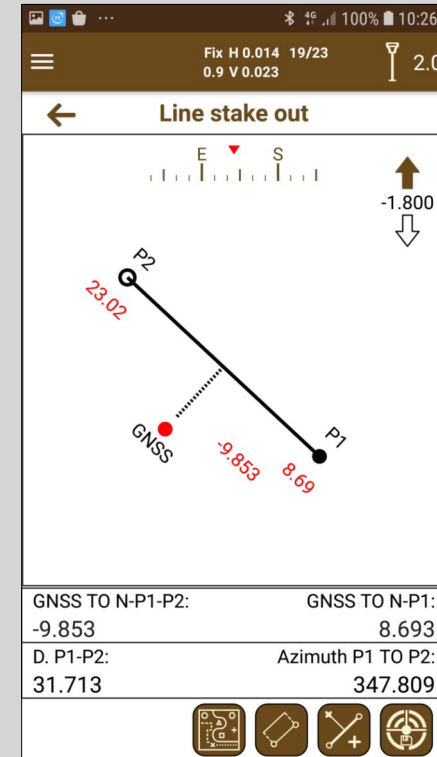 ... 4G 100% 10:26
Fix H 0.014 19/23
0.9 V 0.023
2.0
Line stake out
E S
-1.800
P2
23.02
GNSS
-9.853
8.69
P1
GNSS TO N-P1-P2: GNSS TO N-P1:
-9.853 8.693
D. P1-P2: Azimuth P1 TO P2:
31.713 347.809